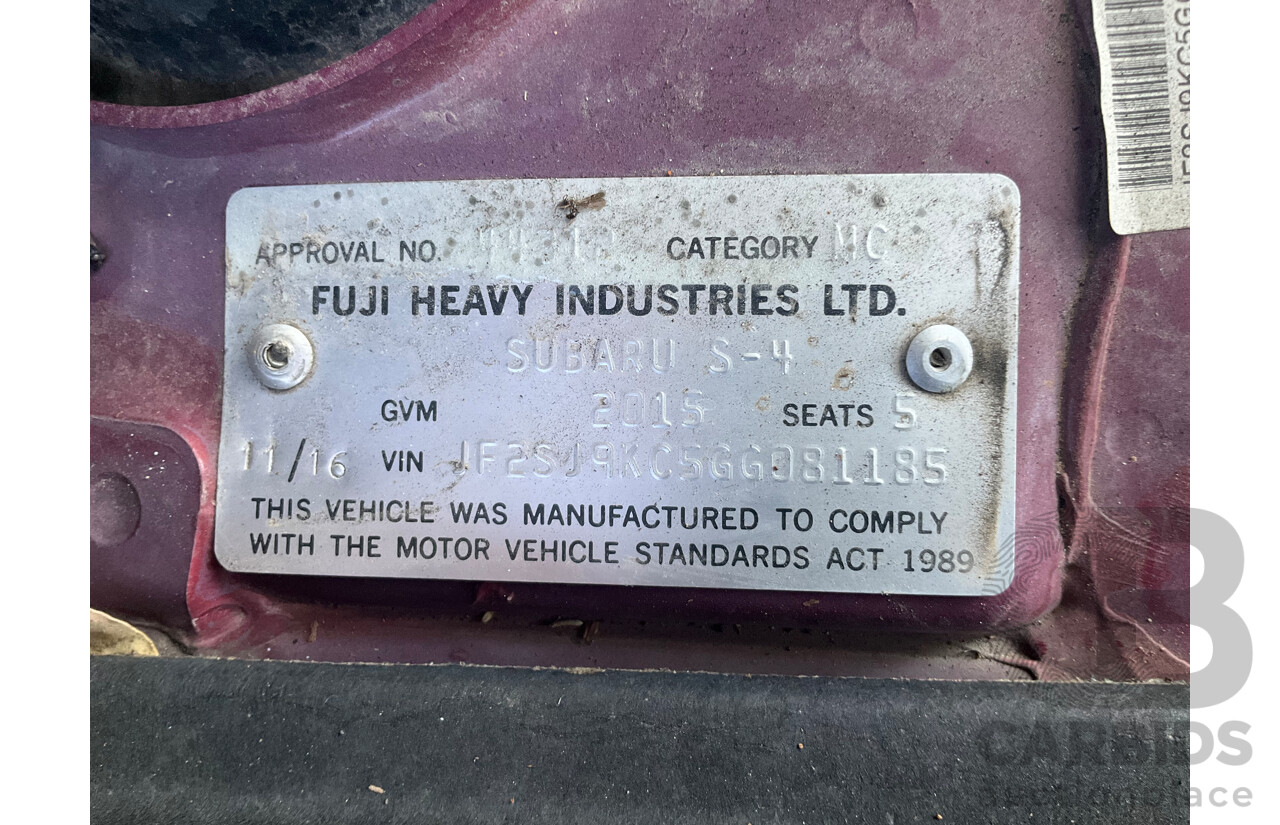 APPROVAL NO. CATEGORY MC
FUJI HEAVY INDUSTRIES LTD.
SUBARU S-4
GVM 2015 SEATS 5
11/16 VIN JF2SJ9KC5GG081185
THIS VEHICLE WAS MANUFACTURED TO COMPLY
WITH THE MOTOR VEHICLE STANDARDS ACT 1989
CARBIDS